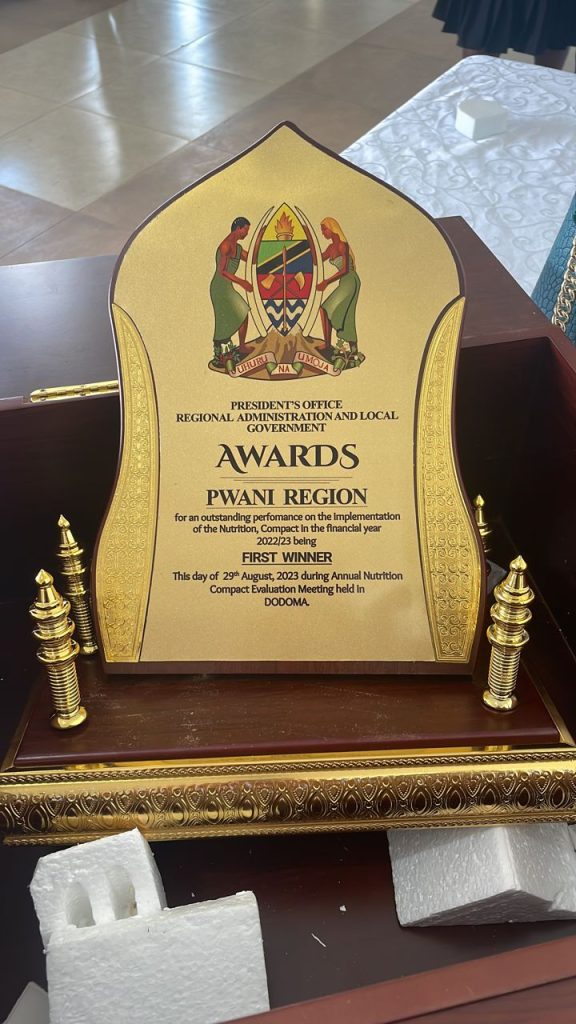 UHURU NA UMOJA
PRESIDENT'S OFFICE
REGIONAL ADMINISTRATION AND LOCAL
GOVERNMENT
AWARDS
PWANI REGION
for an outstanding perfomance on the implementation
of the Nutrition, Compact in the financial year
2022/23 being
FIRST WINNER
This day of 29th August, 2023 during Annual Nutrition
Compact Evaluation Meeting held in
DODOMA.